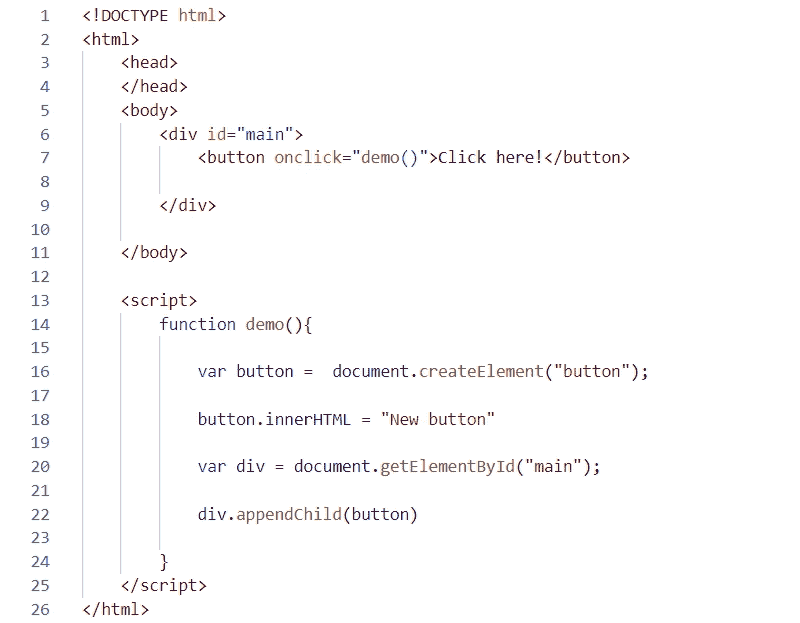 1 <!DOCTYPE html>
2 <html>
3     <head>
4     </head>
5     <body>
6         <div id="main">
7             <button onclick="demo()">Click here!</button>
8
9         </div>
10
11     </body>
12
13     <script>
14         function demo(){
15
16             var button =  document.createElement("button");
17
18             button.innerHTML = "New button"
19
20             var div = document.getElementById("main");
21
22             div.appendChild(button)
23
24         }
25     </script>
26 </html>